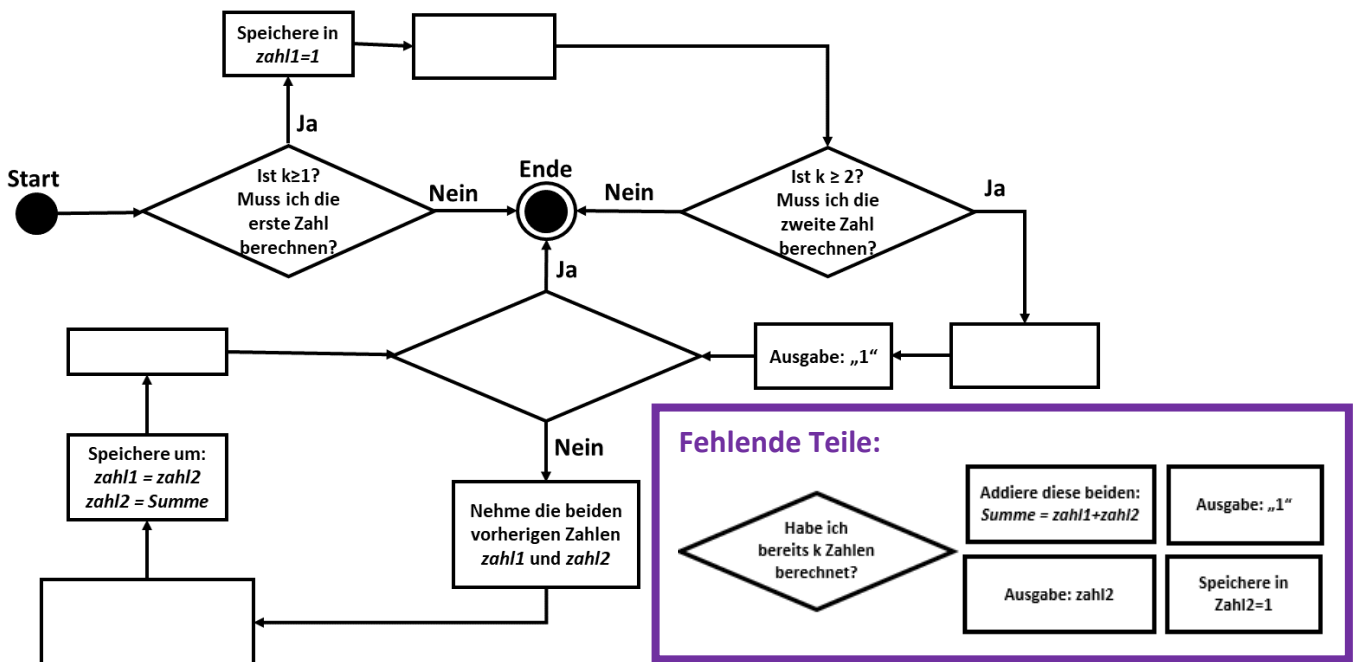 Speichere in
zahl1=1
Ja
Start
Ist k≥1?
Muss ich die
erste Zahl
berechnen?
Nein
Ende
Nein
Ist k ≥ 2?
Muss ich die
zweite Zahl
berechnen?
Ja
Ja
Ausgabe: „1“
Nein
Speichere um:
zahl1 = zahl2
zahl2 = Summe
Nehme die beiden
vorherigen Zahlen
zahl1 und zahl2
Fehlende Teile:
Habe ich
bereits k Zahlen
berechnet?
Addiere diese beiden:
Summe = zahl1+zahl2
Ausgabe: „1“
Ausgabe: zahl2
Speichere in
Zahl2=1